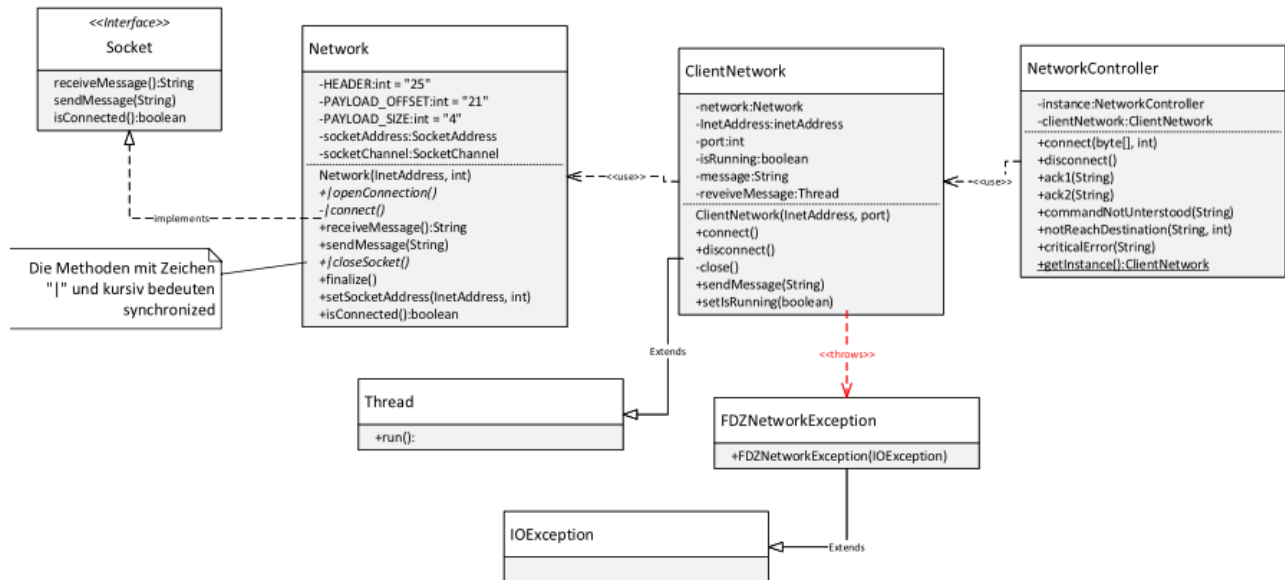 <<Interface>>
Socket
receiveMessage():String
sendMessage(String)
isConnected():boolean
Network
-HEADER:int = "25"
-PAYLOAD_OFFSET:int = "21"
-PAYLOAD_SIZE:int = "4"
-socketAddress:SocketAddress
-socketChannel:SocketChannel
Network(InetAddress, int)
+|openConnection()
-|connect()
+receiveMessage():String
+sendMessage(String)
+|closeSocket()
+finalize()
+setSocketAddress(InetAddress, int)
+isConnected():boolean
ClientNetwork
-network:Network
-InetAddress:inetAddress
-port:int
-isRunning:boolean
-message:String
-reveiveMessage:Thread
ClientNetwork(InetAddress, port)
+connect()
+disconnect()
-close()
+sendMessage(String)
+setIsRunning(boolean)
NetworkController
-instance:NetworkController
-clientNetwork:ClientNetwork
+connect(byte[], int)
+disconnect()
+ack1(String)
+ack2(String)
+commandNotUnterstood(String)
+notReachDestination(String, int)
+criticalError(String)
+getInstance():ClientNetwork
<<use>>
<<use>>
implements
Die Methoden mit Zeichen
"|" und kursiv bedeuten
synchronized
Extends
<<throws>>
Thread
+run():
FDZNetworkException
+FDZNetworkException(IOException)
IOException
Extends